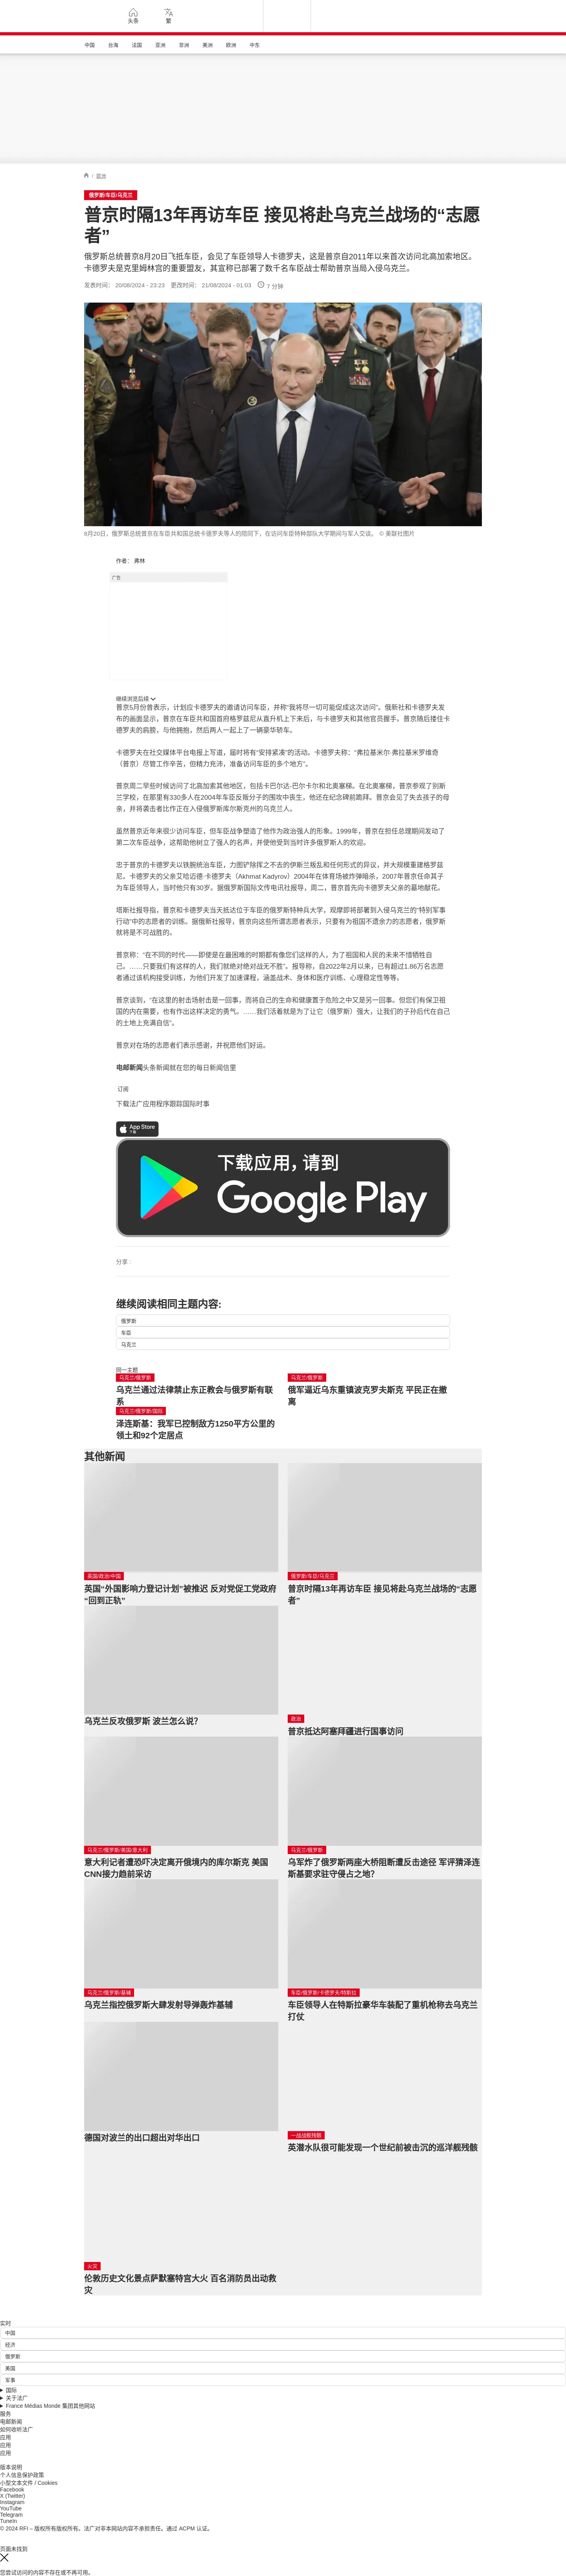 头条
繁
中国 台海 法国 亚洲 非洲 美洲 欧洲 中东
/ 欧洲
俄罗斯/车臣/乌克兰
普京时隔13年再访车臣 接见将赴乌克兰战场的“志愿
者”
俄罗斯总统普京8月20日飞抵车臣，会见了车臣领导人卡德罗夫，这是普京自2011年以来首次访问北高加索地区。
卡德罗夫是克里姆林宫的重要盟友，其宣称已部署了数千名车臣战士帮助普京当局入侵乌克兰。
发表时间： 20/08/2024 - 23:23 更改时间： 21/08/2024 - 01:03 7 分钟
8月20日，俄罗斯总统普京在车臣共和国总统卡德罗夫等人的陪同下，在访问车臣特种部队大学期间与军人交谈。 © 美联社图片
作者： 弗林
广告
继续浏览后续
普京5月份曾表示，计划应卡德罗夫的邀请访问车臣，并称“我将尽一切可能促成这次访问”。俄新社和卡德罗夫发
布的画面显示，普京在车臣共和国首府格罗兹尼从直升机上下来后，与卡德罗夫和其他官员握手。普京随后搂住卡
德罗夫的肩膀，与他拥抱，然后两人一起上了一辆豪华轿车。
卡德罗夫在社交媒体平台电报上写道，届时将有“安排紧凑”的活动。卡德罗夫称：“弗拉基米尔·弗拉基米罗维奇
（普京）尽管工作辛苦，但精力充沛，准备访问车臣的多个地方”。
普京周二早些时候访问了北高加索其他地区，包括卡巴尔达-巴尔卡尔和北奥塞梯。在北奥塞梯，普京参观了别斯
兰学校，在那里有330多人在2004年车臣反叛分子的围攻中丧生，他还在纪念碑前跪拜。普京会见了失去孩子的母
亲，并将袭击者比作正在入侵俄罗斯库尔斯克州的乌克兰人。
虽然普京近年来很少访问车臣，但车臣战争塑造了他作为政治强人的形象。1999年，普京在担任总理期间发动了
第二次车臣战争，这帮助他树立了强人的名声，并使他受到当时许多俄罗斯人的欢迎。
忠于普京的卡德罗夫以铁腕统治车臣，力图铲除挥之不去的伊斯兰叛乱和任何形式的异议，并大规模重建格罗兹
尼，卡德罗夫的父亲艾哈迈德·卡德罗夫（Akhmat Kadyrov）2004年在体育场被炸弹暗杀，2007年普京任命其子
为车臣领导人，当时他只有30岁。据俄罗斯国际文传电讯社报导，周二，普京首先向卡德罗夫父亲的墓地献花。
塔斯社报导指，普京和卡德罗夫当天抵达位于车臣的俄罗斯特种兵大学，观摩即将部署到入侵乌克兰的“特别军事
行动”中的志愿者的训练。据俄新社报导，普京向这些所谓志愿者表示，只要有为祖国不遗余力的志愿者，俄罗斯
就将是不可战胜的。
普京称：“在不同的时代——即使是在最困难的时期都有像您们这样的人，为了祖国和人民的未来不惜牺牲自
己。……只要我们有这样的人，我们就绝对绝对战无不胜”。报导称，自2022年2月以来，已有超过1.86万名志愿
者通过该机构接受训练，为他们开发了加速课程，涵盖战术、身体和医疗训练、心理稳定性等等。
普京谈到，“在这里的射击场射击是一回事，而将自己的生命和健康置于危险之中又是另一回事。但您们有保卫祖
国的内在需要，也有作出这样决定的勇气。……我们活着就是为了让它（俄罗斯）强大，让我们的子孙后代在自己
的土地上充满自信”。
普京对在场的志愿者们表示感谢，并祝愿他们好运。
电邮新闻头条新闻就在您的每日新闻信里
订阅
下载法广应用程序跟踪国际时事
App Store
下载
下载应用，请到
Google Play
分享 :
继续阅读相同主题内容:
俄罗斯
车臣
乌克兰
同一主题
乌克兰/俄罗斯
乌克兰通过法律禁止东正教会与俄罗斯有联
系
乌克兰/俄罗斯
俄军逼近乌东重镇波克罗夫斯克 平民正在撤
离
乌克兰/俄罗斯/国际
泽连斯基：我军已控制敌方1250平方公里的
领土和92个定居点
其他新闻
英国/政治/中国
英国“外国影响力登记计划”被推迟 反对党促工党政府
“回到正轨”
俄罗斯/车臣/乌克兰
普京时隔13年再访车臣 接见将赴乌克兰战场的“志愿
者”
乌克兰反攻俄罗斯 波兰怎么说？
政治
普京抵达阿塞拜疆进行国事访问
乌克兰/俄罗斯/美国/意大利
意大利记者遭恐吓决定离开俄境内的库尔斯克 美国
CNN接力趋前采访
乌克兰/俄罗斯
乌军炸了俄罗斯两座大桥阻断遭反击途径 军评猜泽连
斯基要求驻守侵占之地？
乌克兰/俄罗斯/基辅
乌克兰指控俄罗斯大肆发射导弹轰炸基辅
车臣/俄罗斯/卡德罗夫/特斯拉
车臣领导人在特斯拉豪华车装配了重机枪称去乌克兰
打仗
德国对波兰的出口超出对华出口
一战战舰残骸
英潜水队很可能发现一个世纪前被击沉的巡洋舰残骸
火灾
伦敦历史文化景点萨默塞特宫大火 百名消防员出动救
灾
实时
中国
经济
俄罗斯
美国
军事
国际
关于法广
France Médias Monde 集团其他网站
服务
电邮新闻
如何收听法广
应用
应用
应用
版本说明
个人信息保护政策
小型文本文件 / Cookies
Facebook
X (Twitter)
Instagram
YouTube
Telegram
TuneIn
© 2024 RFI – 版权所有版权所有。法广对非本网站内容不承担责任。通过 ACPM 认证。
页面未找到
您尝试访问的内容不存在或不再可用。